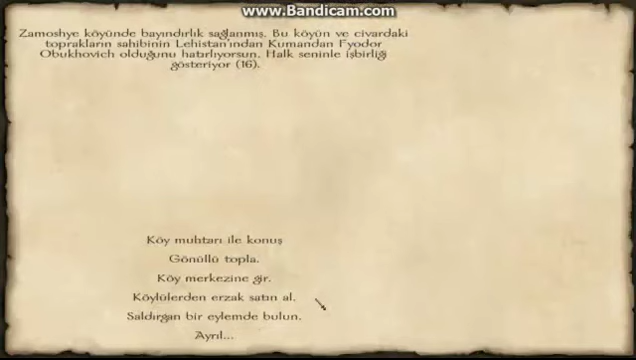 www.Bandicam.com
Zamoshye köyünde bayındırlık sağlanmış. Bu köyün ve civardaki
toprakların sahibinin Lehistan'ından Kumandan Fyodor
Obukhovich olduğunu hatırlıyorsun. Halk seninle işbirliği
gösteriyor (16).
Köy muhtarı ile konuş
Gönüllü topla.
Köy merkezine gir.
Köylülerden erzak satın al.
Saldırgan bir eylemde bulun.
Ayrıl...